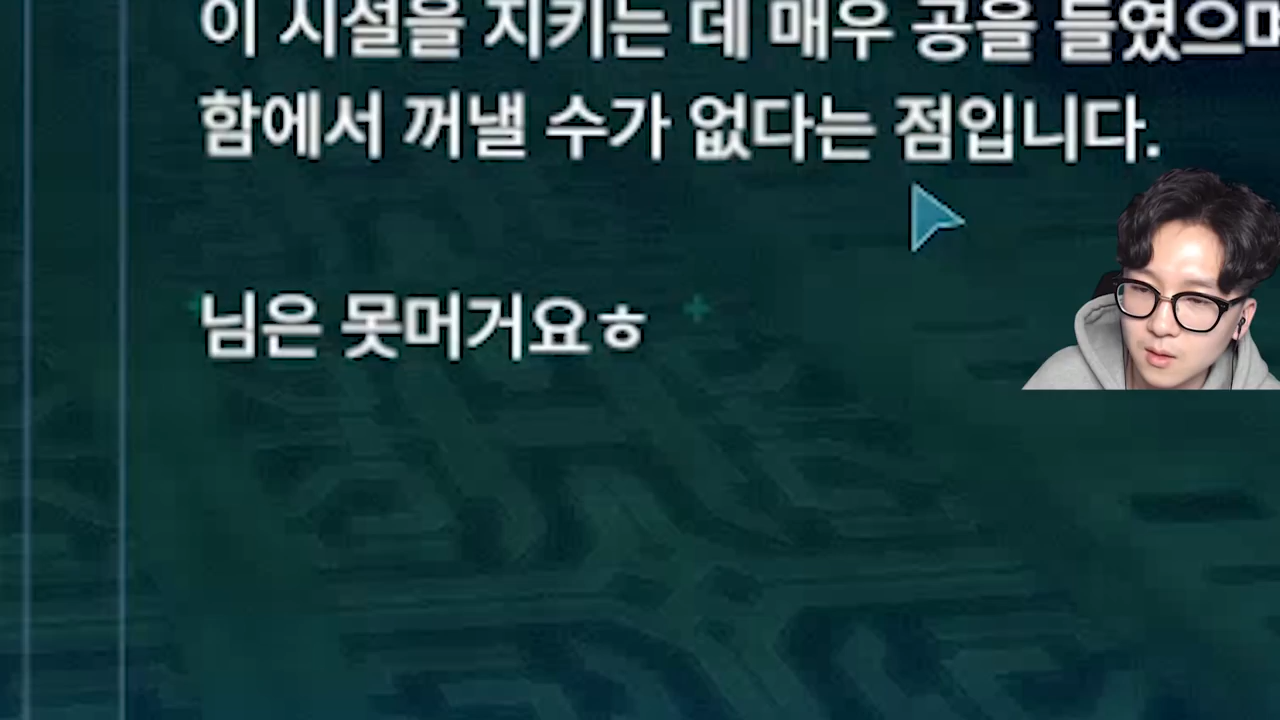 이 시설을 지키는 데 매우 공을 들였으며
함에서 꺼낼 수가 없다는 점입니다.
님은 못머거요ㅎ